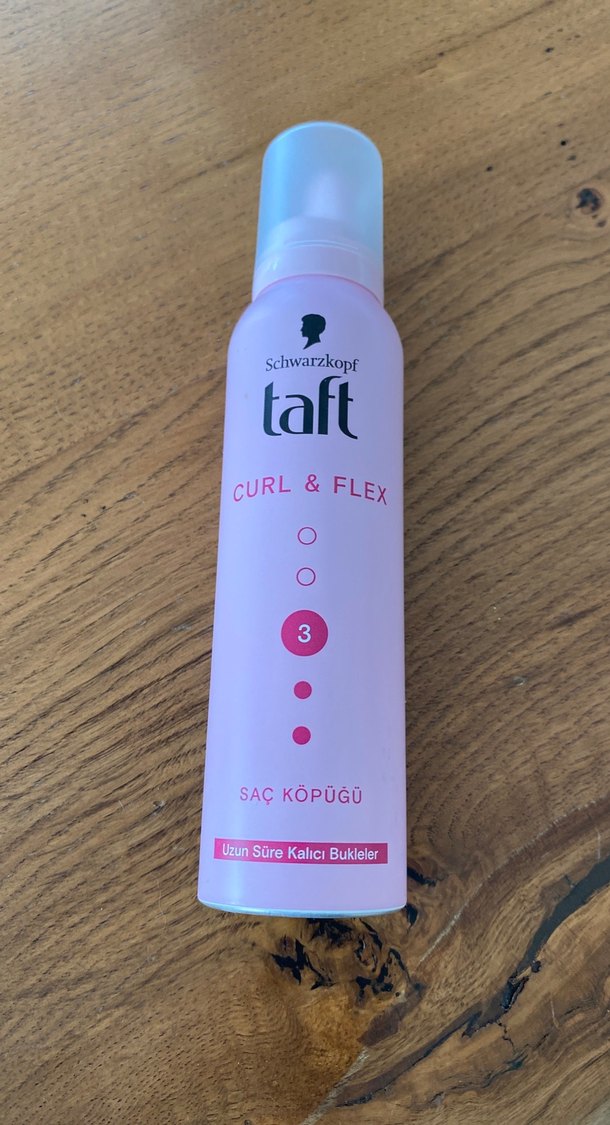 Schwarzkopf
taft
CURL & FLEX
3
SAÇ KÖPÜĞÜ
Uzun Süre Kalıcı Bukleler